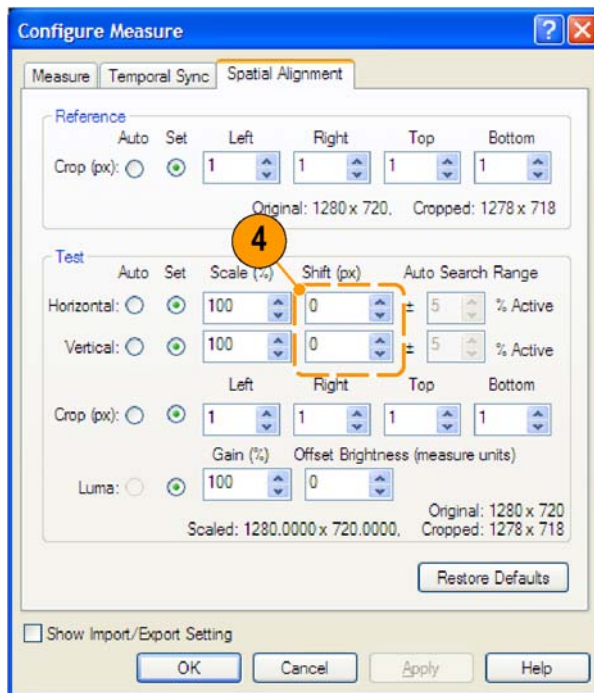 Configure Measure
Measure Temporal Sync Spatial Alignment
Reference
Auto Set Left Right Top Bottom
Crop (px): 1 1 1 1
Original: 1280 x 720, Cropped: 1278 x 718
4
Test
Auto Set Scale (%) Shift (px) Auto Search Range
Horizontal: 100 0 ± 5 % Active
Vertical: 100 0 ± 5 % Active
Left Right Top Bottom
Crop (px): 1 1 1 1
Gain (%) Offset Brightness (measure units)
Luma: 100 0
Original: 1280 x 720
Scaled: 1280.0000 x 720.0000, Cropped: 1278 x 718
Restore Defaults
Show Import/Export Setting
OK Cancel Apply Help